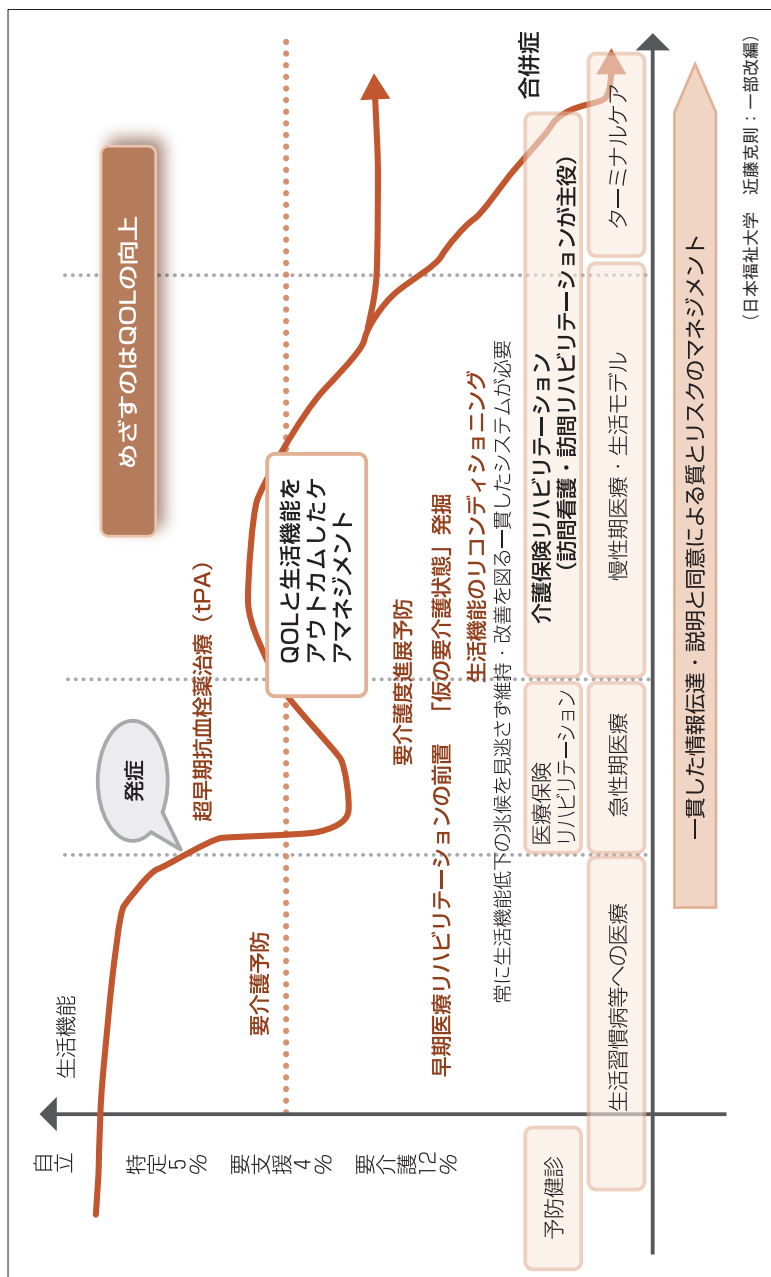 生活機能
自立
特定
5
％
要支援
4
％
要介護
12
％
めざすのはQOLの向上
発症
超早期抗血栓薬治療（tPA）
要介護予防
QOLと生活機能を
アウトカムしたケ
アマネジメント
要介護度進展予防
早期医療リハビリテーションの前置　「仮の要介護状態」発掘
生活機能のリコンディショニング
常に生活機能低下の兆候を見逃さず維持・改善を図る一貫したシステムが必要
合併症
予防健診
医療保険
リハビリテーション
介護保険リハビリテーション
（訪問看護・訪問リハビリテーションが主役）
生活習慣病等への医療
急性期医療
慢性期医療・生活モデル
ターミナルケア
一貫した情報伝達・説明と同意による質とリスクのマネジメント
（日本福祉大学　近藤克則：一部改編）